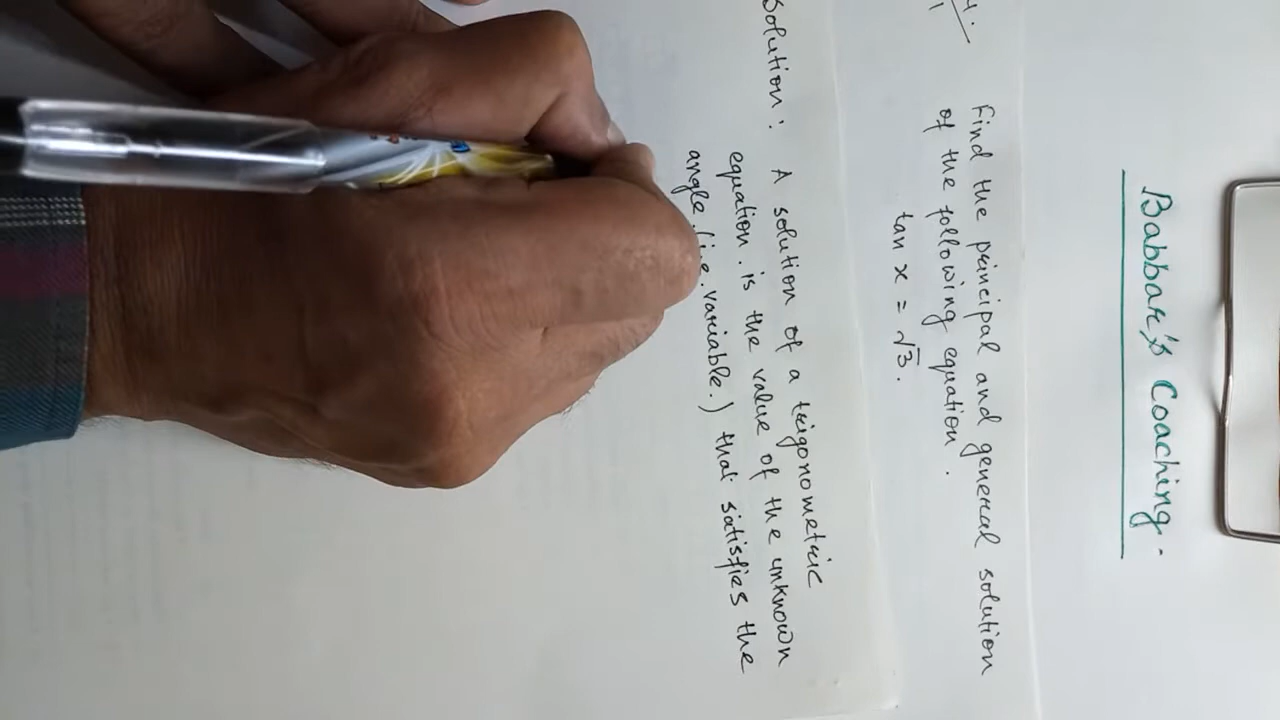 Babbar's Coaching.
Find the principal and general solution
of the following equation.
tan x = √3.
Solution: A solution of a trigonometric
equation. is the value of the unknown
angle (i.e. variable.) that satisfies the